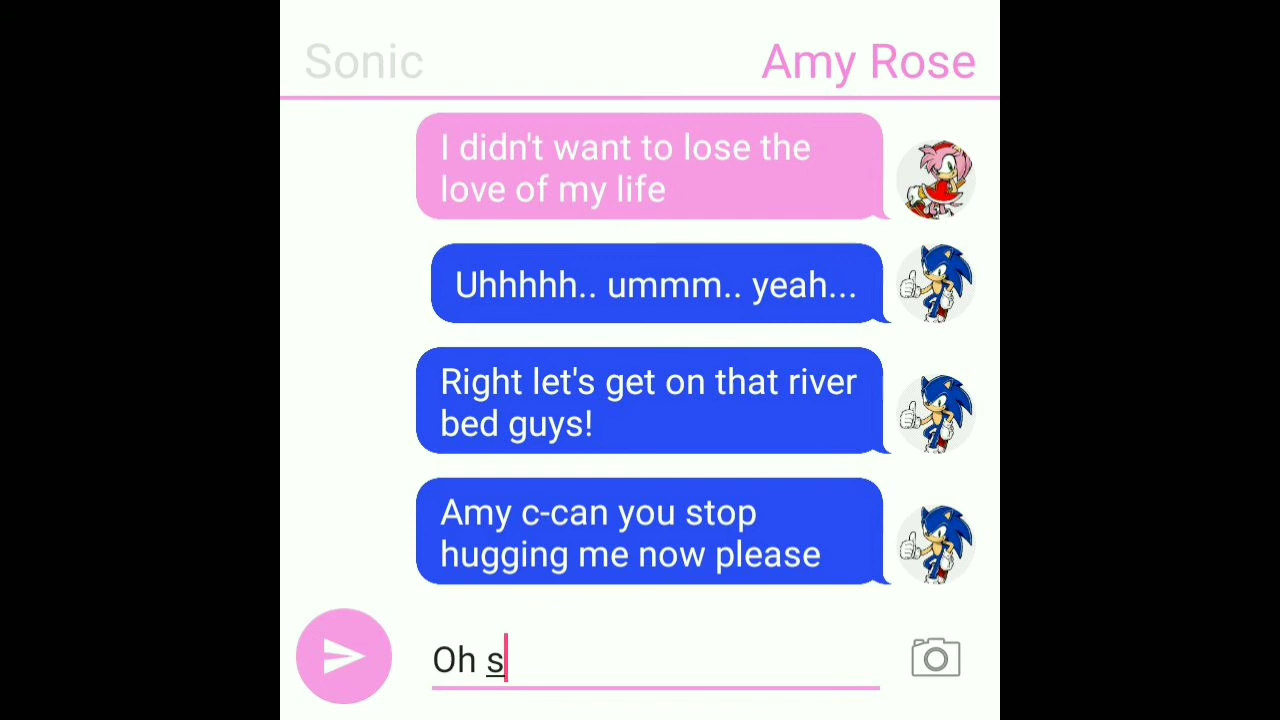 Sonic Amy Rose
I didn't want to lose the
love of my life
Uhhhhh.. ummm.. yeah...
Right let's get on that river
bed guys!
Amy c-can you stop
hugging me now please
Oh s